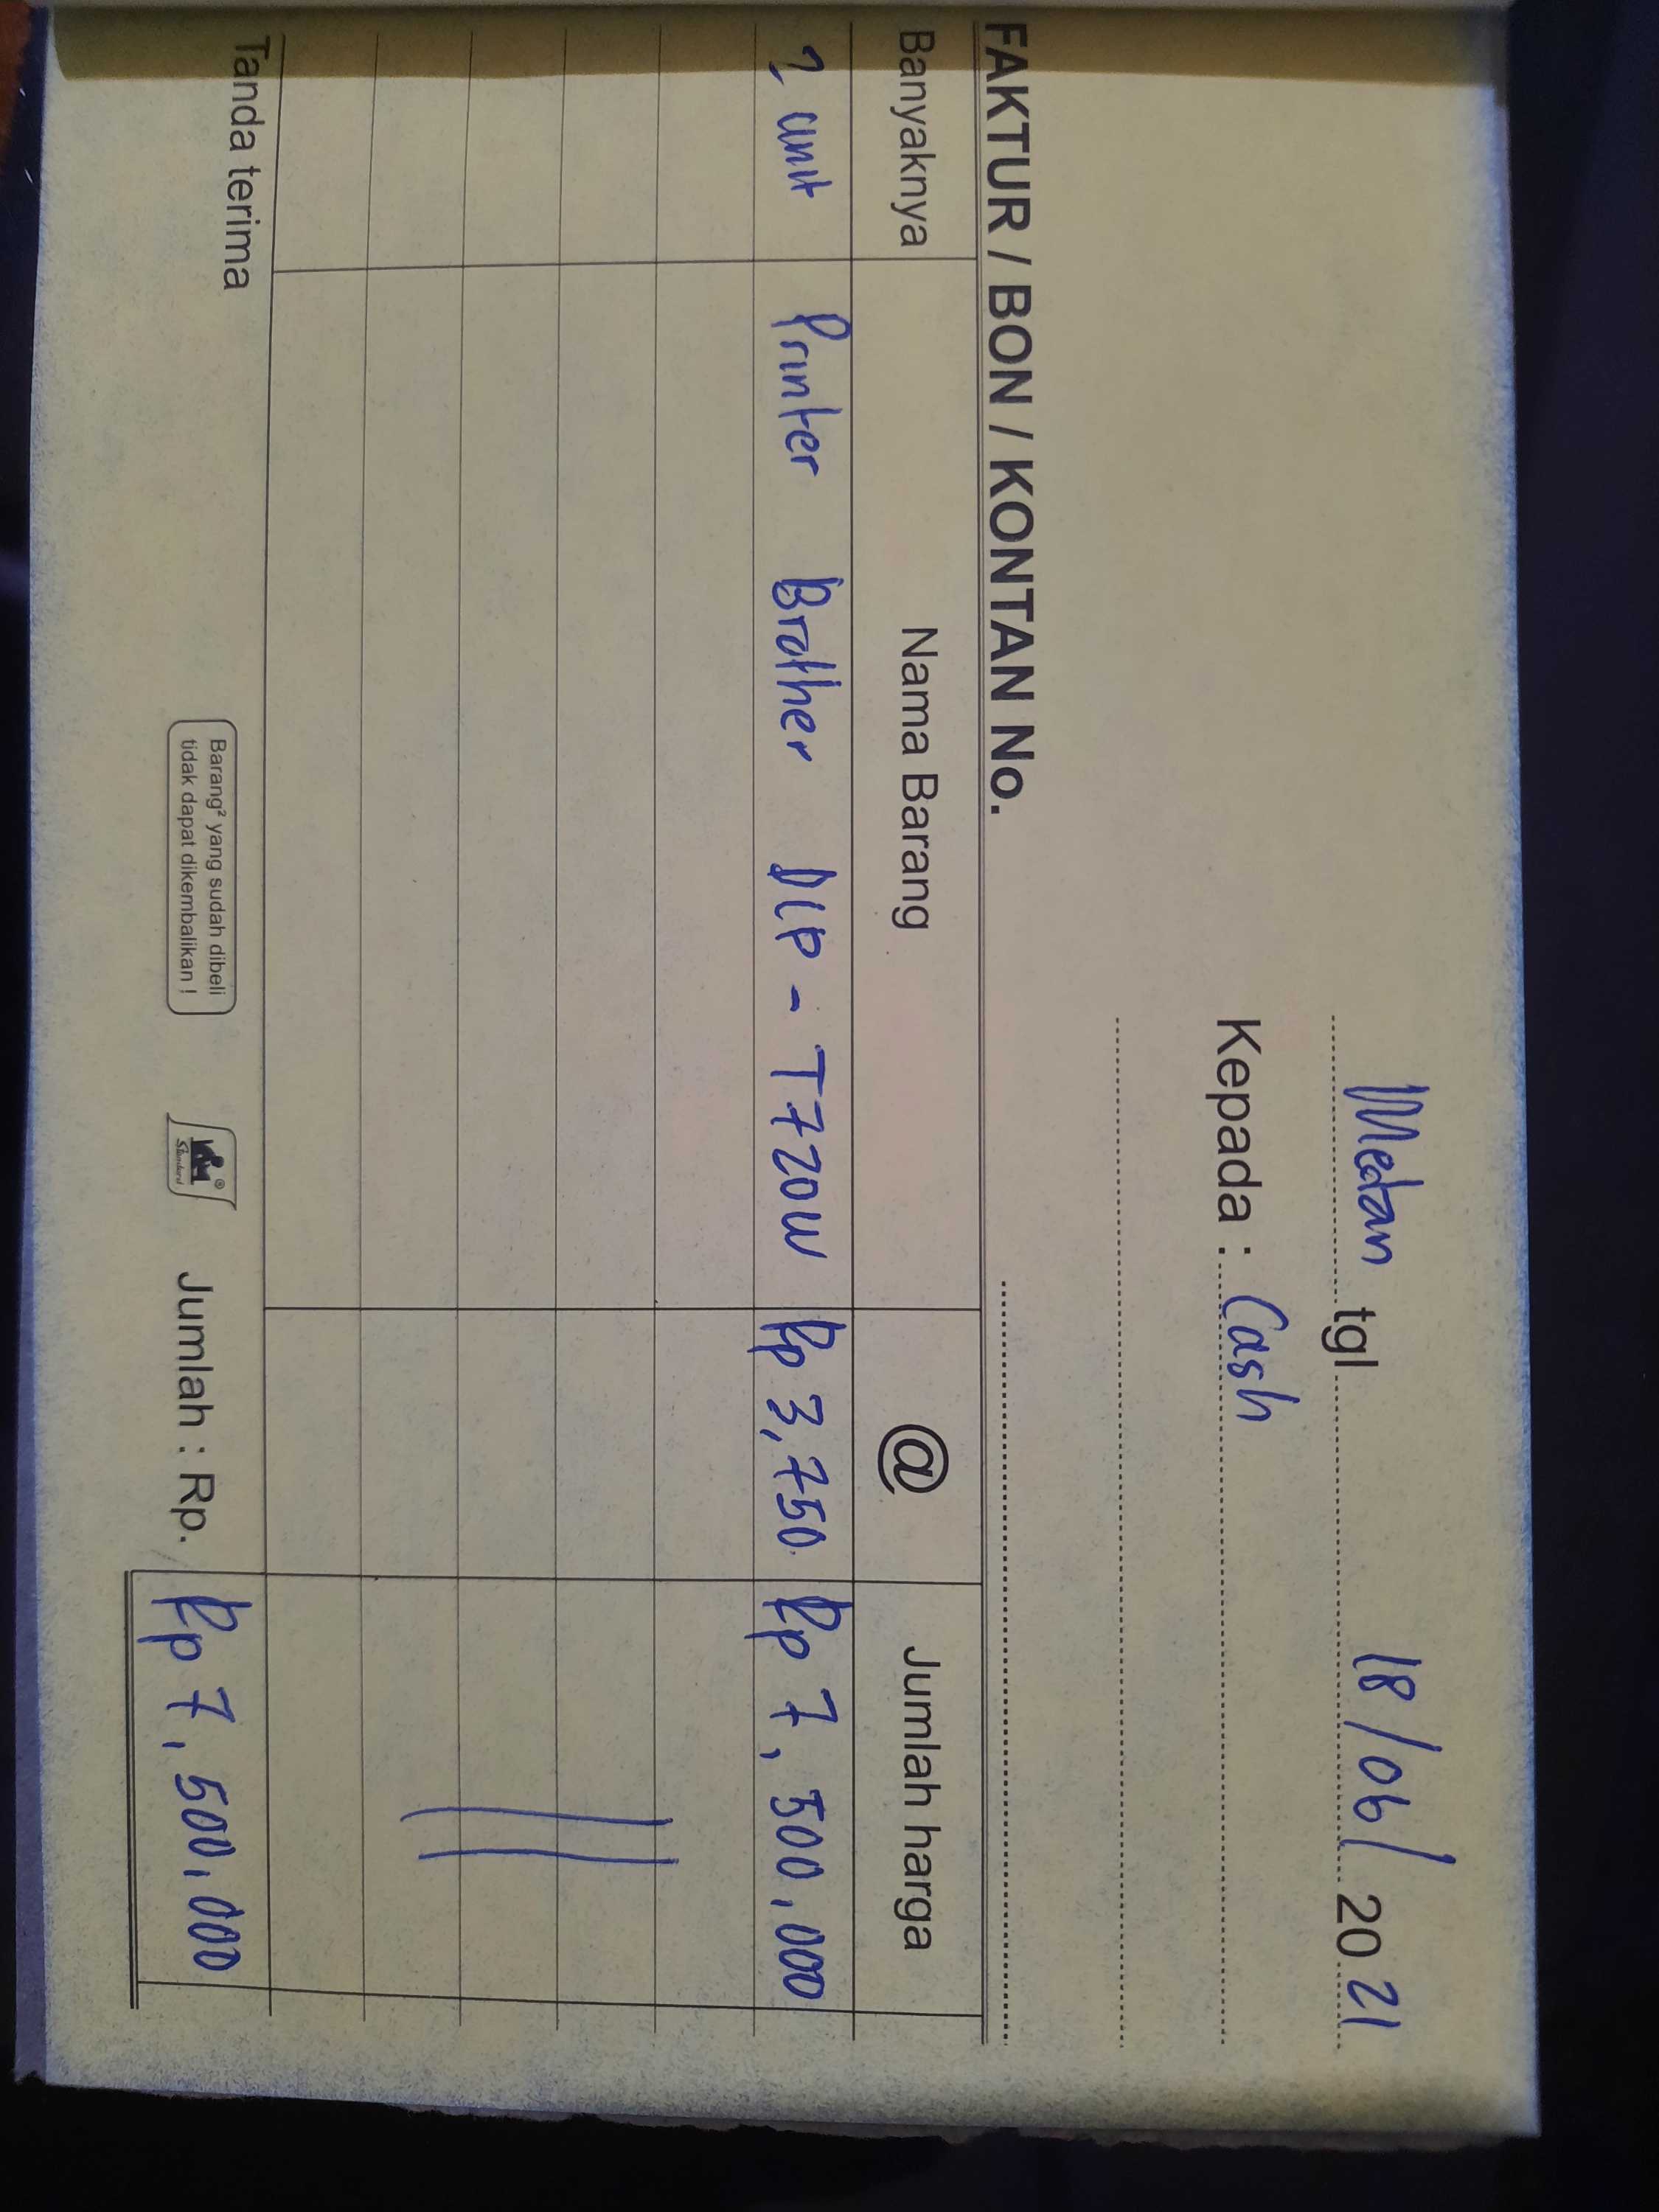 Medan tgl 18/06/2021
Kepada : Cash
FAKTUR / BON / KONTAN No.
Banyaknya Nama Barang @ Jumlah harga
2 unit Printer Brother DCP - T720W Rp 3,750. Rp 7,500.000
Tanda terima
Barang² yang sudah dibeli
tidak dapat dikembalikan !
Standard
Jumlah : Rp. Rp 7,500.000